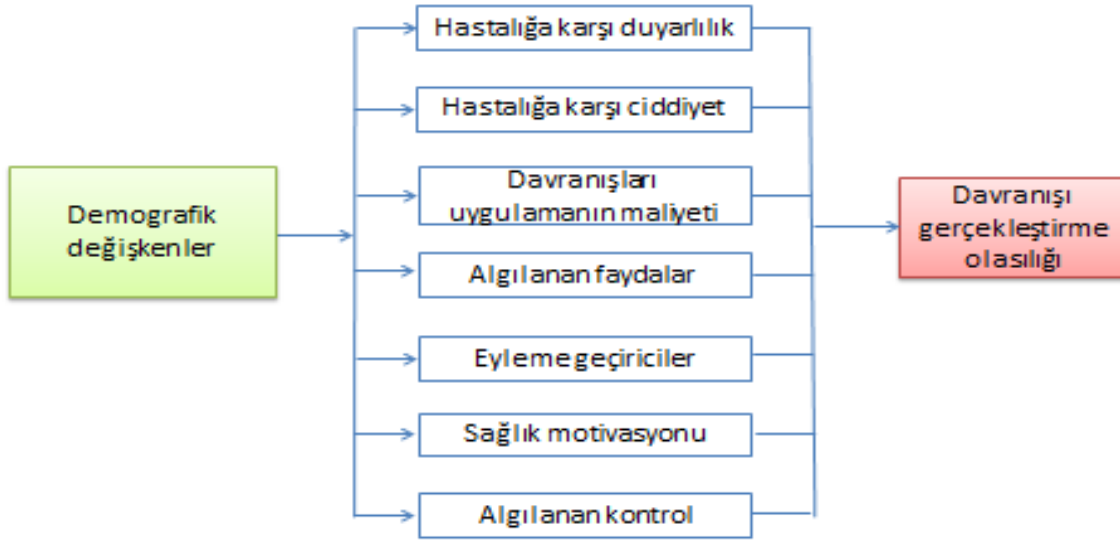 Hastalığa karşı duyarlılık
Hastalığa karşı ciddiyet
Demografik
değişkenler
Davranışları
uygulamanın maliyeti
Algılanan faydalar
Eyleme geçiriciler
Sağlık motivasyonu
Algılanan kontrol
Davranışı
gerçekleştirme
olasılığı